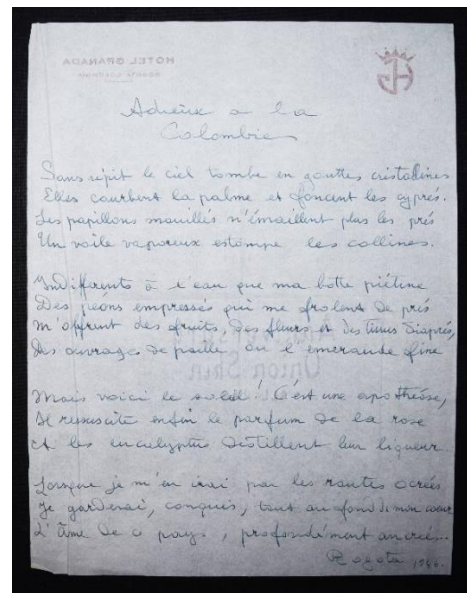 HOTEL GRANADA
Adieux a la
Colombie
Sans répit le ciel tombe en gouttes cristallines
Elles courbent la palme et foncent les cyprès.
Les papillons mouillés n'émaillent plus les prés
Un voile vaporeux estompe les collines.
Indifférents à l'eau que ma botte piétine
Des péons empressés qui me frolent de près
M'offrent des fruits, des fleurs et des tissus diaprés,
Des ouvrages de paille ou l'émeraude fine
Mais voici le soleil! C'est une apothéose,
Il ressuscite enfin le parfum de la rose
Et les eucalyptus distillent leur liqueur.
Lorsque je m'en irai par les routes ocrées
Je garderai, conquis, tout au fond de mon coeur
L'âme de ce pays, profondément ancrée...
Bogota 1946.